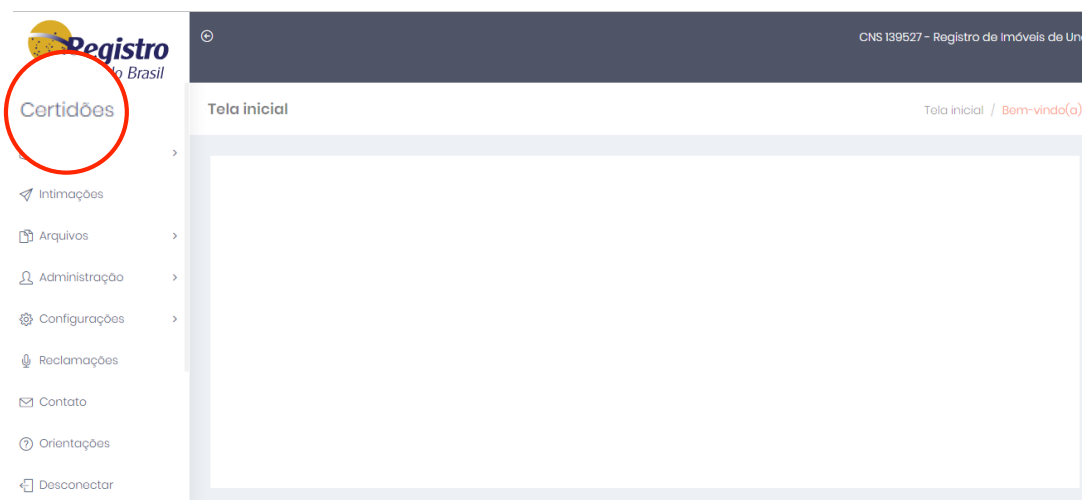 Registro
do Brasil
CNS 139527 - Registro de Imóveis de Un
Certidões
Tela inicial
Tela inicial / Bem-vindo(a)
Intimações
Arquivos
Administração
Configurações
Reclamações
Contato
Orientações
Desconectar